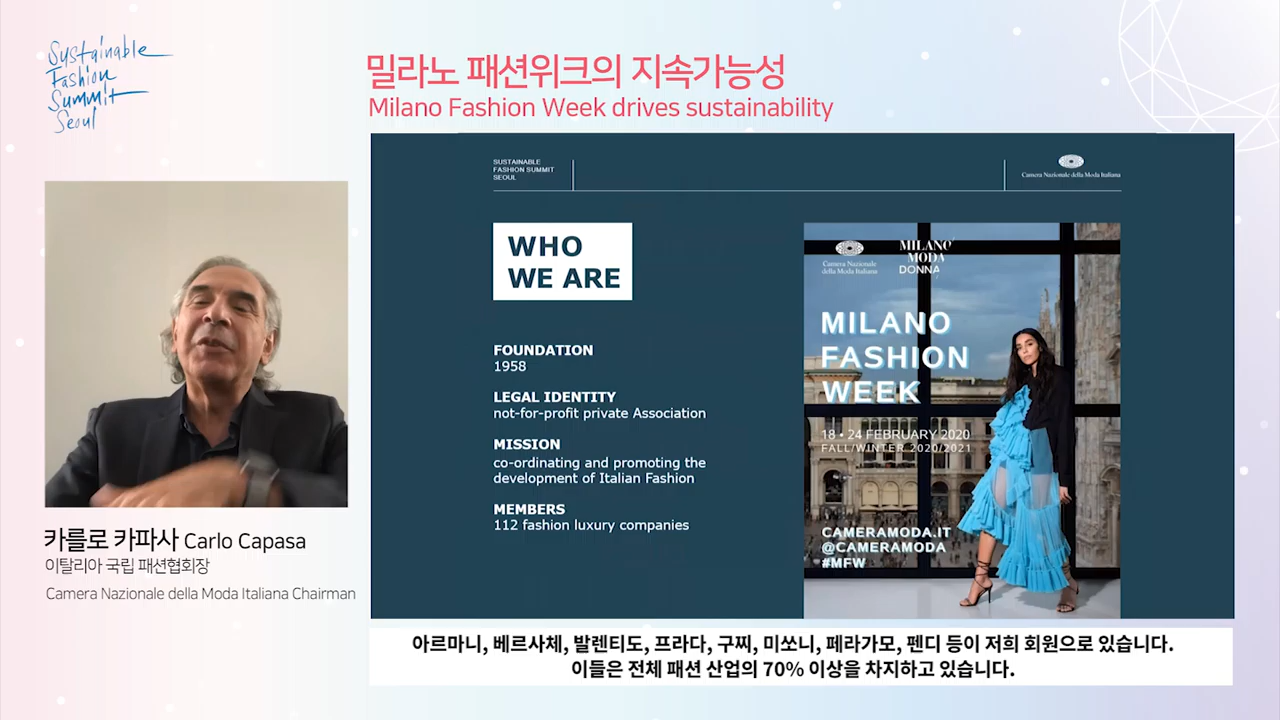 Sustainable
Fashion
Summit
Seoul
밀라노 패션위크의 지속가능성
Milano Fashion Week drives sustainability
SUSTAINABLE
FASHION SUMMIT
SEOUL
Camera Nazionale della Moda Italiana
WHO
WE ARE
FOUNDATION
1958
LEGAL IDENTITY
not-for-profit private Association
MISSION
co-ordinating and promoting the
development of Italian Fashion
MEMBERS
112 fashion luxury companies
Camera Nazionale
della Moda Italiana
MILANO
MODA
DONNA
MILANO
FASHION
WEEK
18 • 24 FEBRUARY 2020
FALL/WINTER 2020/2021
CAMERAMODA.IT
@CAMERAMODA
#MFW
카를로 카파사 Carlo Capasa
이탈리아 국립 패션협회장
Camera Nazionale della Moda Italiana Chairman
아르마니, 베르사체, 발렌티도, 프라다, 구찌, 미쏘니, 페라가모, 펜디 등이 저희 회원으로 있습니다.
이들은 전체 패션 산업의 70% 이상을 차지하고 있습니다.